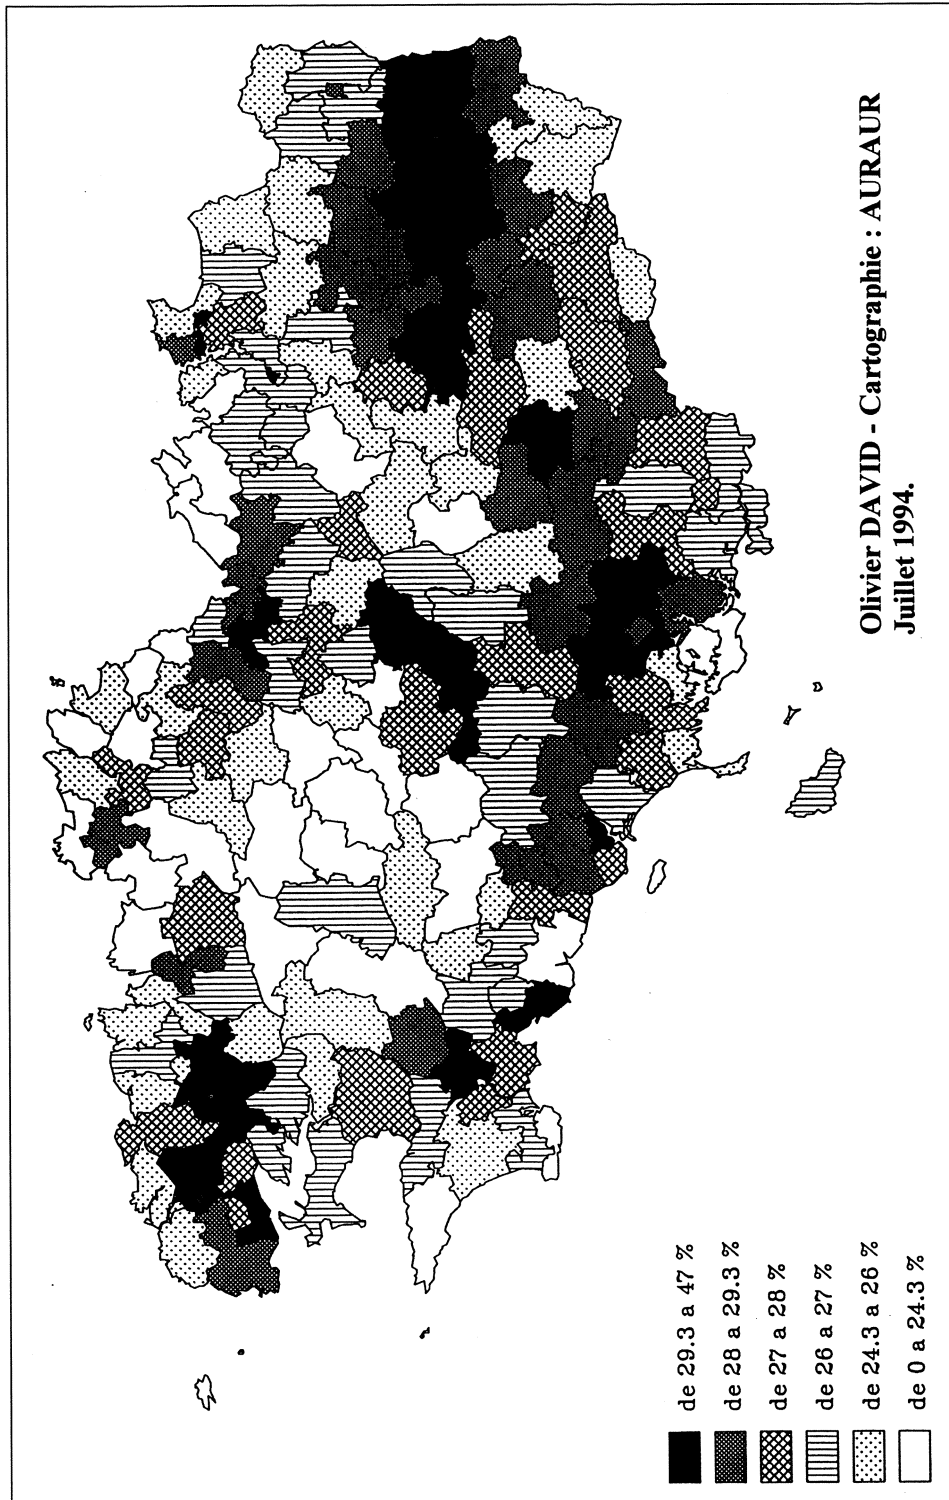 Olivier DAVID - Cartographie : AURAUR
Juillet 1994.
de 29.3 a 47 %
de 28 a 29.3 %
de 27 a 28 %
de 26 a 27 %
de 24.3 a 26 %
de 0 a 24.3 %